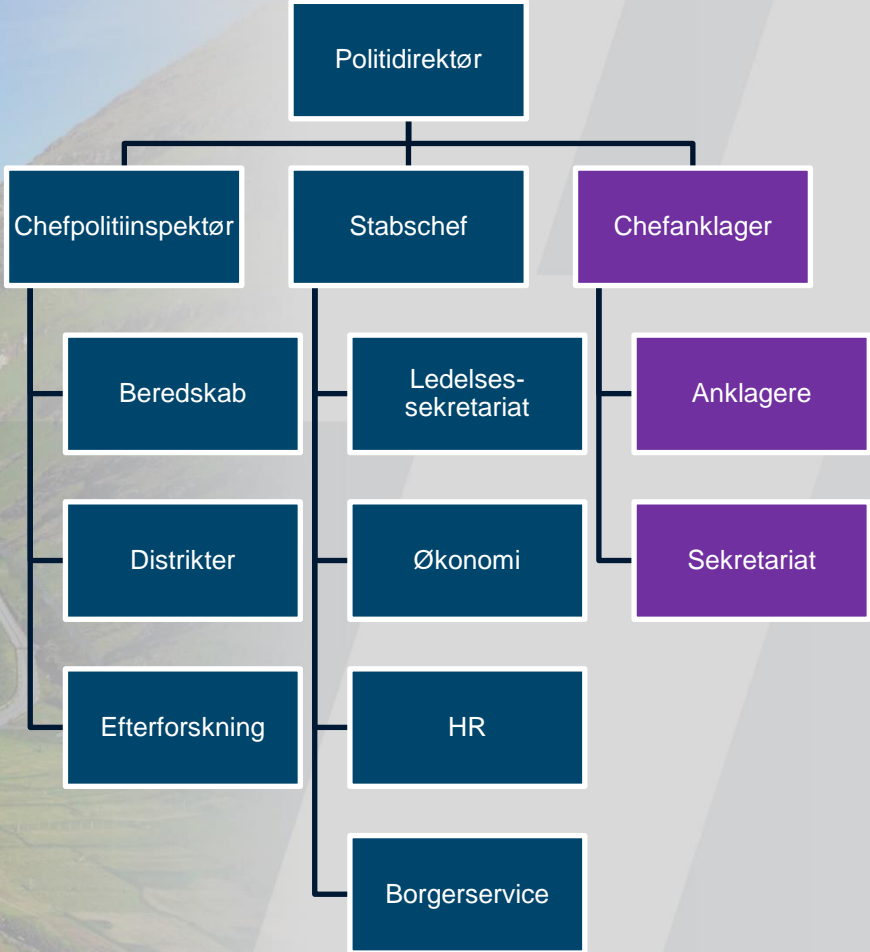 Politidirektør
Chefpolitiinspektør
Stabschef
Chefanklager
Beredskab
Ledelses-
sekretariat
Anklagere
Distrikter
Økonomi
Sekretariat
Efterforskning
HR
Borgerservice